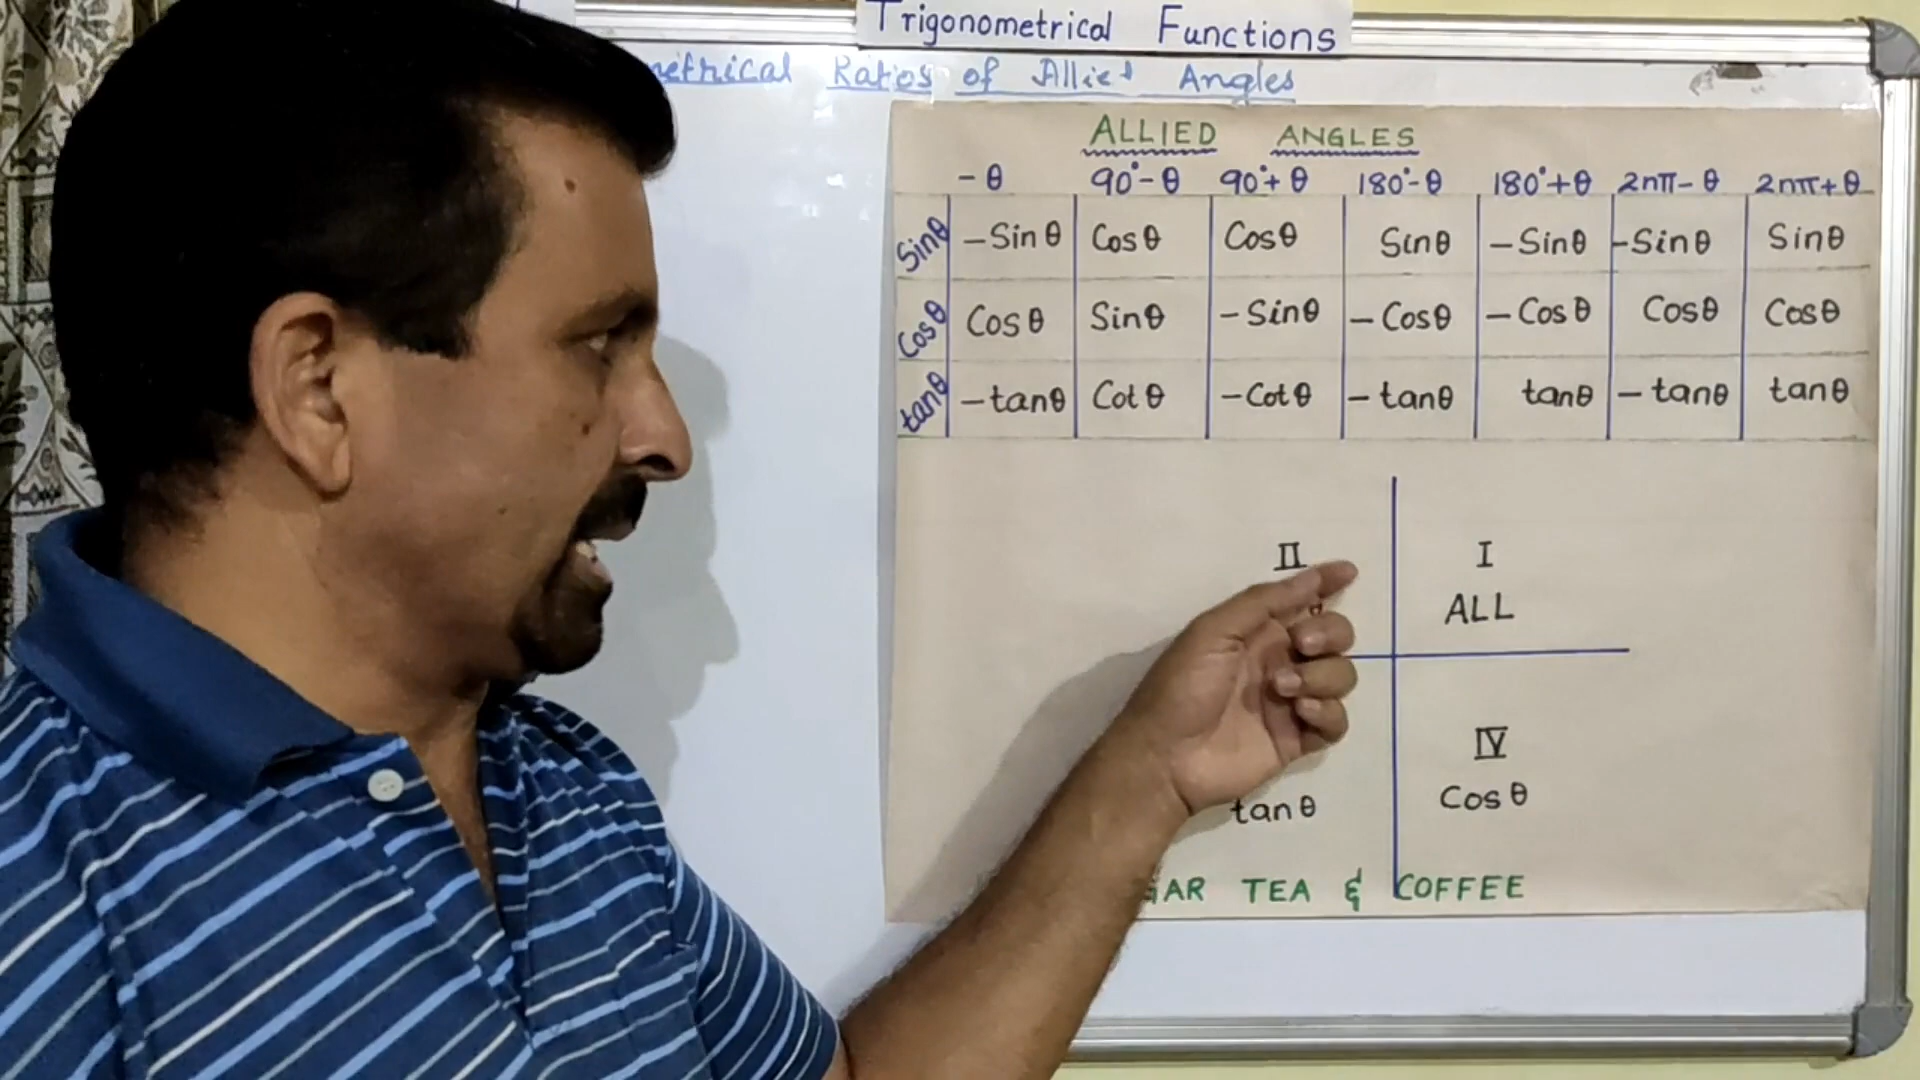 Trigonometrical Functions
Ratios of Allied Angles
ALLIED ANGLES
-θ 90°-θ 90°+θ 180°-θ 180°+θ 2nπ-θ 2nπ+θ
Sinθ -Sinθ Cosθ Cosθ Sinθ -Sinθ -Sinθ Sinθ
Cosθ Cosθ Sinθ -Sinθ -Cosθ -Cosθ Cosθ Cosθ
tanθ -tanθ Cotθ -Cotθ -tanθ tanθ -tanθ tanθ
II I
ALL
IV
tanθ Cosθ
TEA & COFFEE